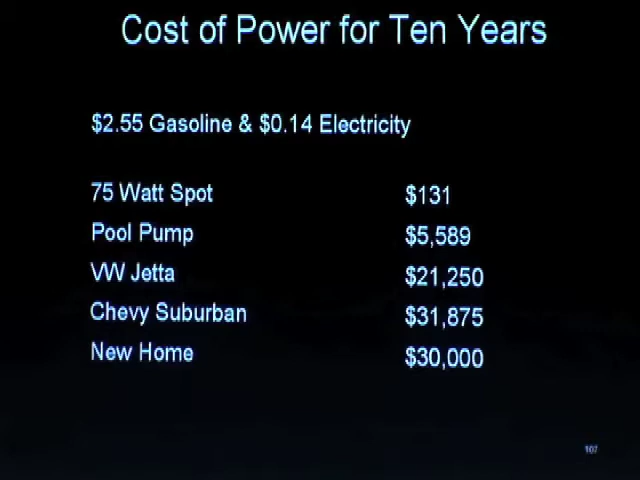 Cost of Power for Ten Years
$2.55 Gasoline & $0.14 Electricity
75 Watt Spot $131
Pool Pump $5,589
VW Jetta $21,250
Chevy Suburban $31,875
New Home $30,000
107